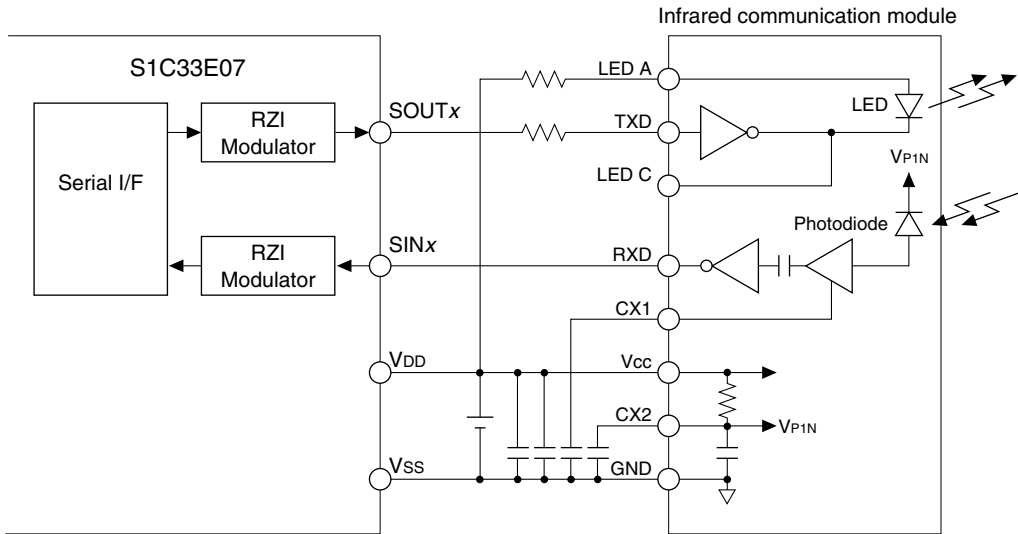 Infrared communication module
S1C33E07
Serial I/F
RZI
Modulator
RZI
Modulator
SOUTx
SINx
VDD
VSS
LED A
TXD
LED C
RXD
CX1
Vcc
CX2
GND
LED
VP1N
Photodiode
VP1N